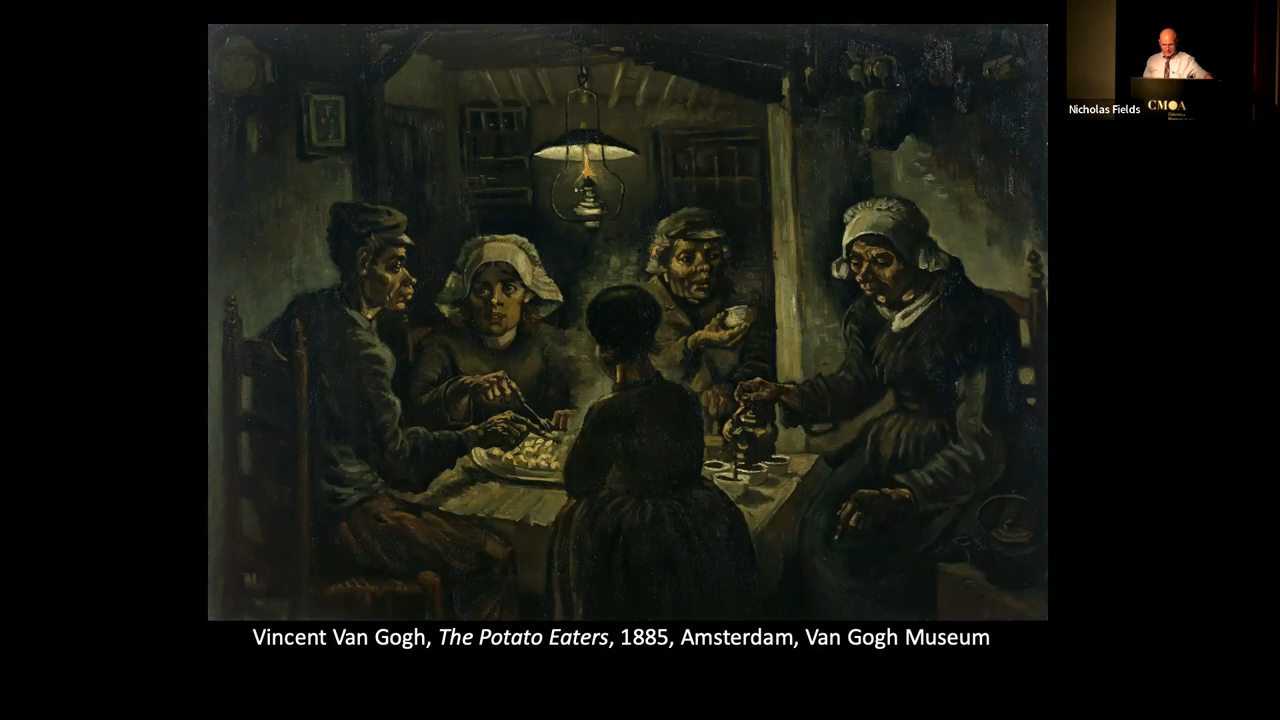 Nicholas Fields
CMOA
Vincent Van Gogh, The Potato Eaters, 1885, Amsterdam, Van Gogh Museum